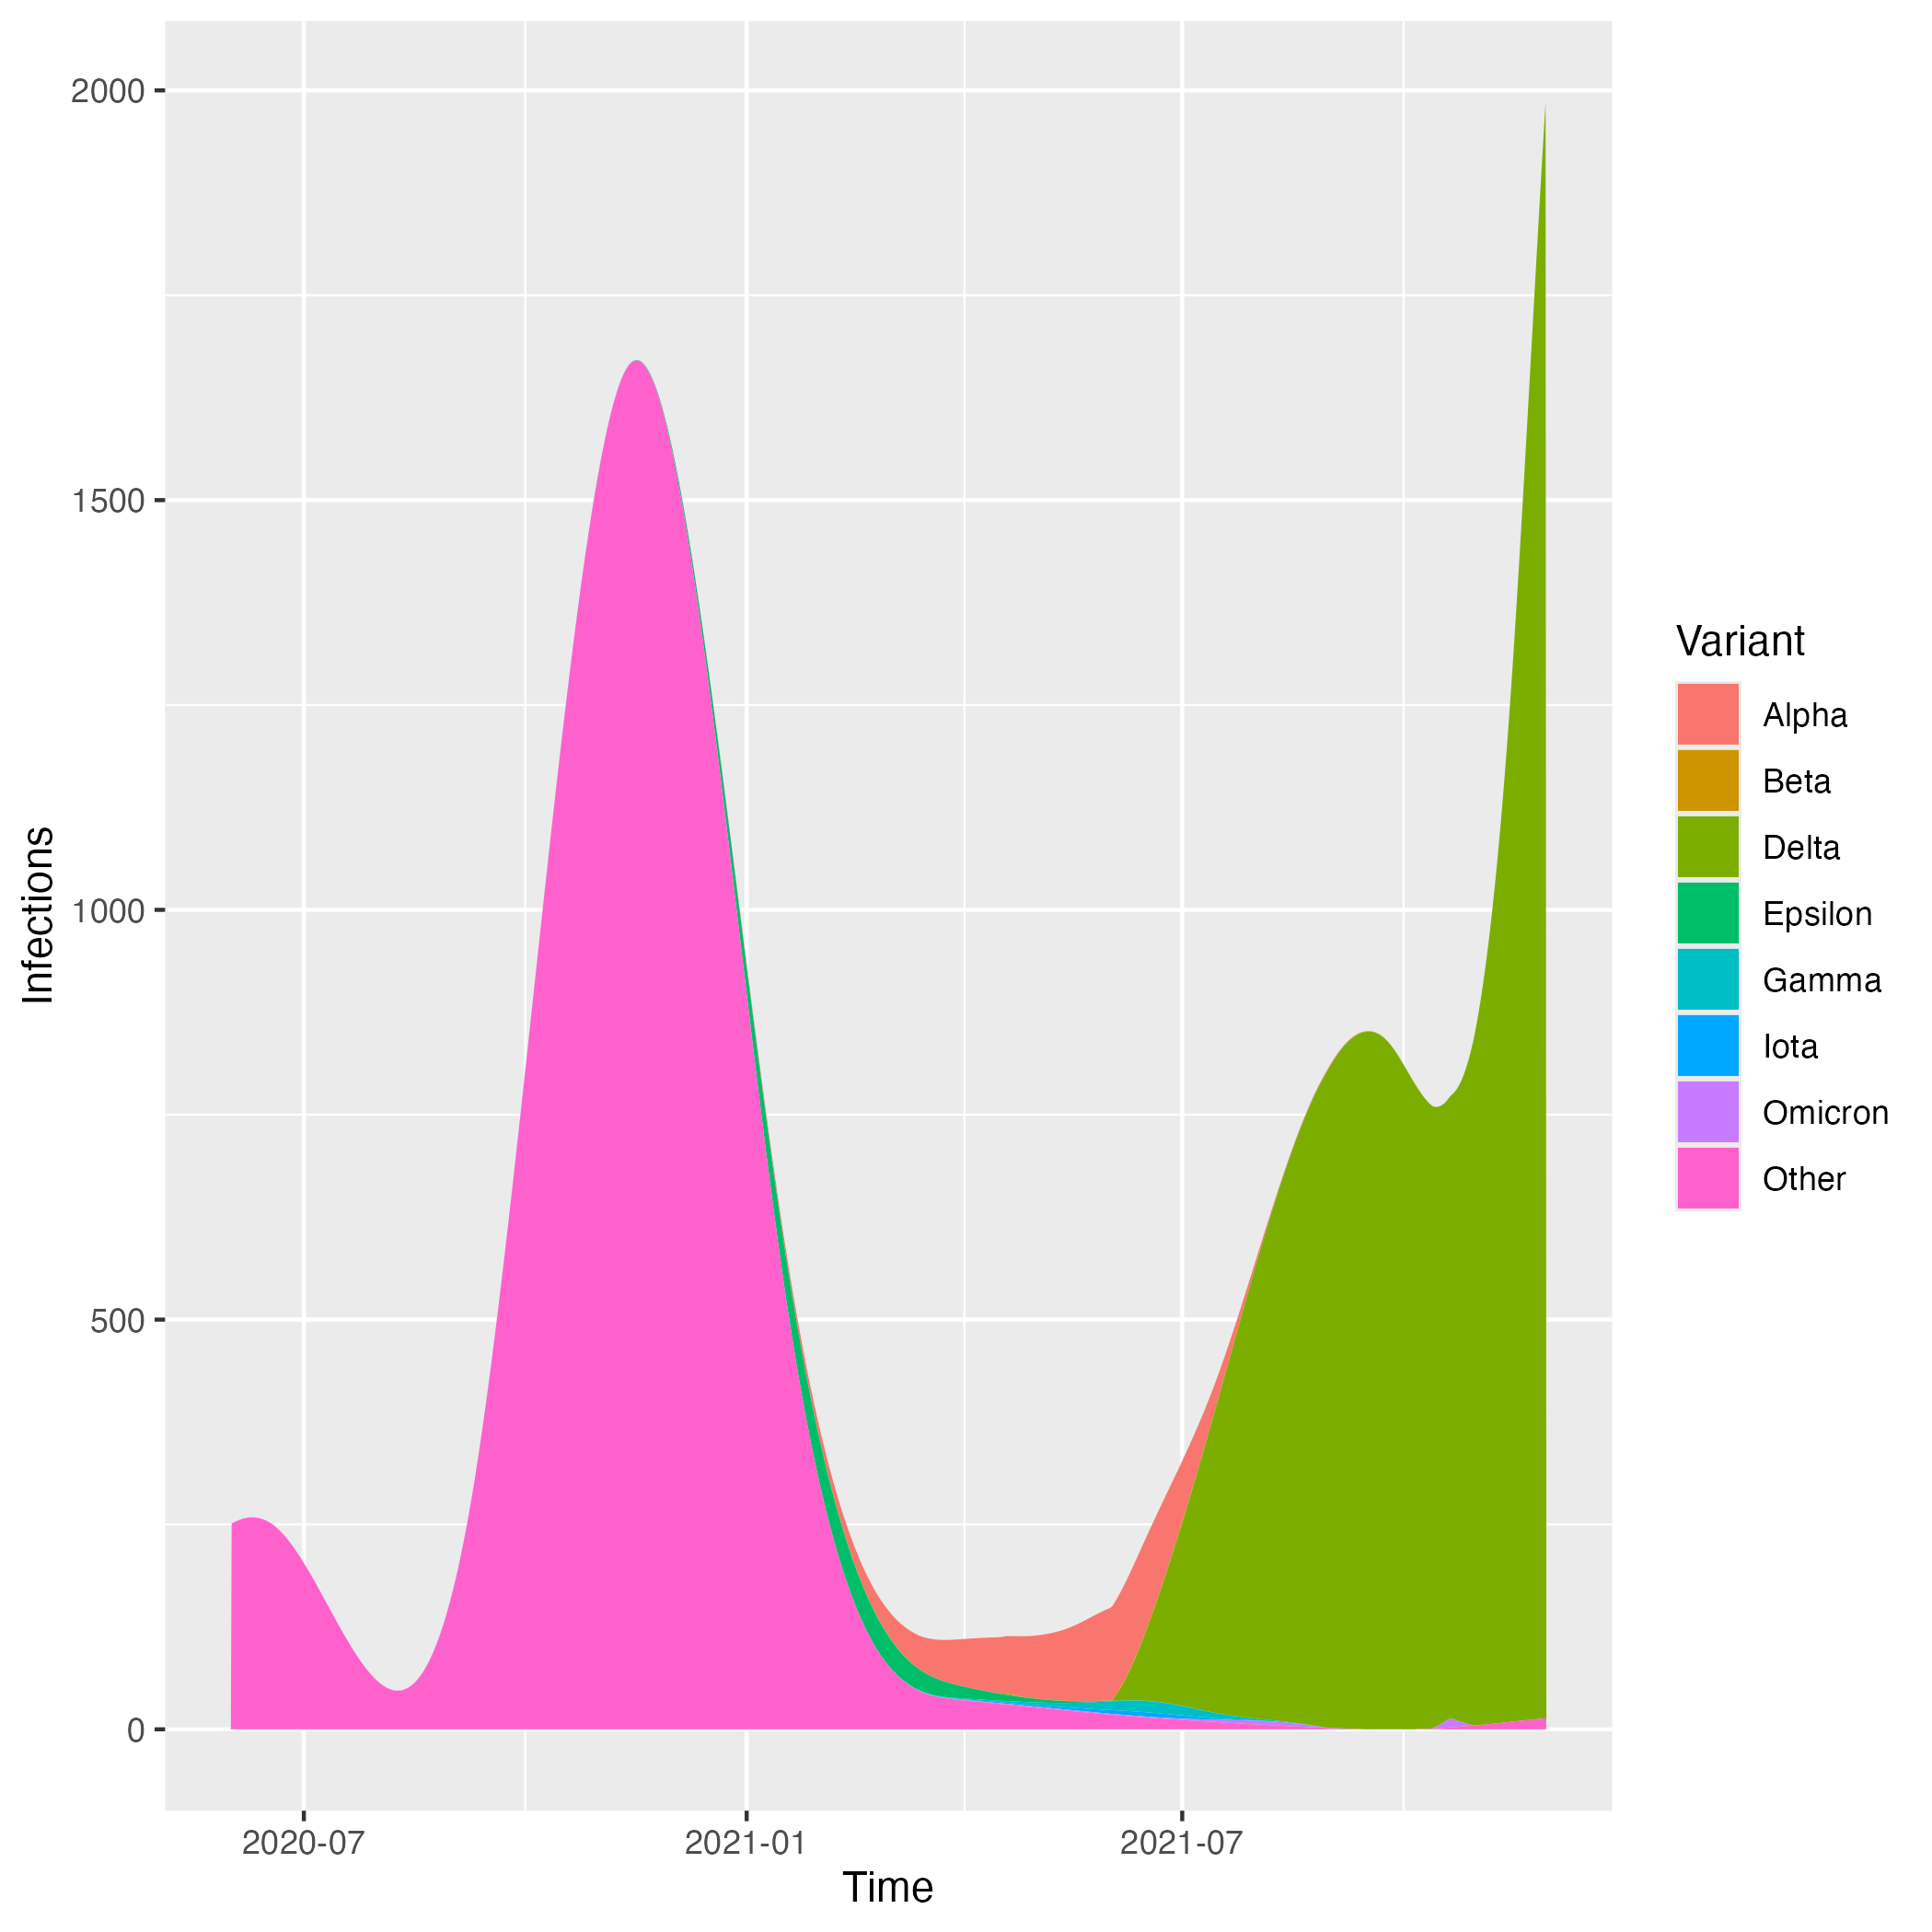 2000
1500
1000
500
0
Infections
2020-07
2021-01
2021-07
Time
Variant
Alpha
Beta
Delta
Epsilon
Gamma
Iota
Omicron
Other